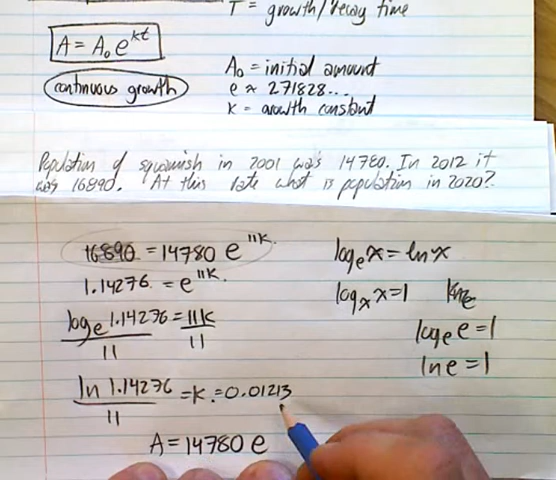 T = growth/decay time
A = A₀e^kt
continuous growth
A₀ = initial amount
e ≈ 271828...
k = growth constant
Population of squamish in 2001 was 14780. In 2012 it
was 16890. At this rate what is population in 2020?
16890 = 14780 e^11k.
1.14276 = e^11k.
log_e 1.14276 = 11k
11 11
ln 1.14276 = k. = 0.01213
11
A = 14780 e
log_e x = ln x
log_x x = 1
log_e e = 1
ln e = 1